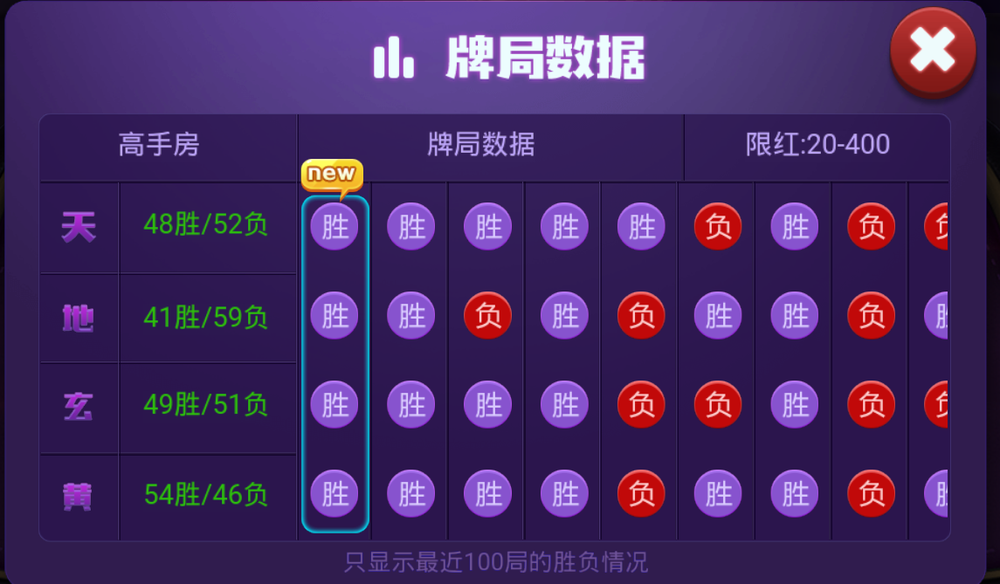 牌局数据
高手房 牌局数据 限红:20-400
new
天 48胜/52负 胜 胜 胜 胜 胜 负 胜 负 负
地 41胜/59负 胜 胜 负 胜 负 胜 胜 负 胜
玄 49胜/51负 胜 胜 胜 胜 负 负 胜 负 负
黄 54胜/46负 胜 胜 胜 胜 负 胜 胜 负 胜
只显示最近100局的胜负情况